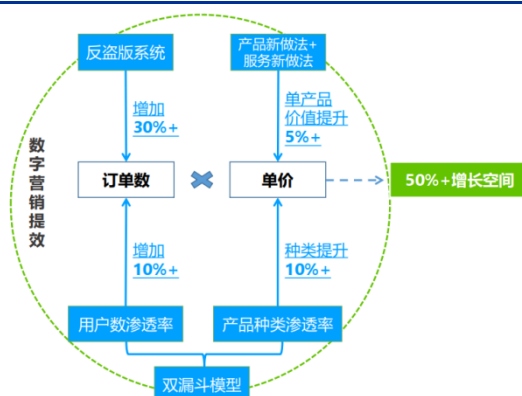 反盗版系统
产品新做法+
服务新做法
增加
30%+
单产品
价值提升
5%+
数字营销提效
订单数
单价
50%+增长空间
增加
10%+
种类提升
10%+
用户数渗透率
产品种类渗透率
双漏斗模型